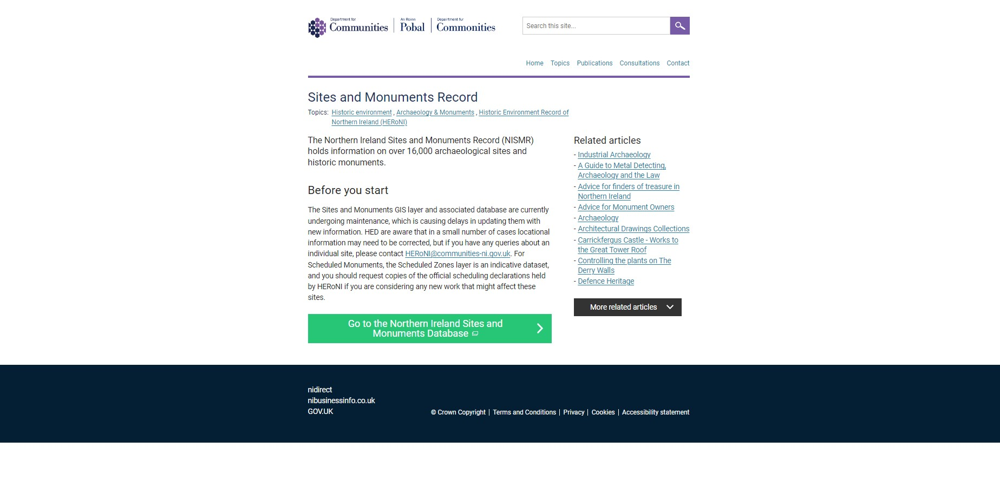 Department for
Communities
An Roinn
Pobal
Depairtment fur
Commonities
Search this site...
Home Topics Publications Consultations Contact
Sites and Monuments Record
Topics: Historic environment , Archaeology & Monuments , Historic Environment Record of
Northern Ireland (HERoNI)
The Northern Ireland Sites and Monuments Record (NISMR)
holds information on over 16,000 archaeological sites and
historic monuments.
Before you start
The Sites and Monuments GIS layer and associated database are currently
undergoing maintenance, which is causing delays in updating them with
new information. HED are aware that in a small number of cases locational
information may need to be corrected, but if you have any queries about an
individual site, please contact HERoNI@communities-ni.gov.uk. For
Scheduled Monuments, the Scheduled Zones layer is an indicative dataset,
and you should request copies of the official scheduling declarations held
by HERoNI if you are considering any new work that might affect these
sites.
Go to the Northern Ireland Sites and
Monuments Database
Related articles
- Industrial Archaeology
- A Guide to Metal Detecting,
Archaeology and the Law
- Advice for finders of treasure in
Northern Ireland
- Advice for Monument Owners
- Archaeology
- Architectural Drawings Collections
- Carrickfergus Castle - Works to
the Great Tower Roof
- Controlling the plants on The
Derry Walls
- Defence Heritage
More related articles
nidirect
nibusinessinfo.co.uk
GOV.UK
© Crown Copyright | Terms and Conditions | Privacy | Cookies | Accessibility statement